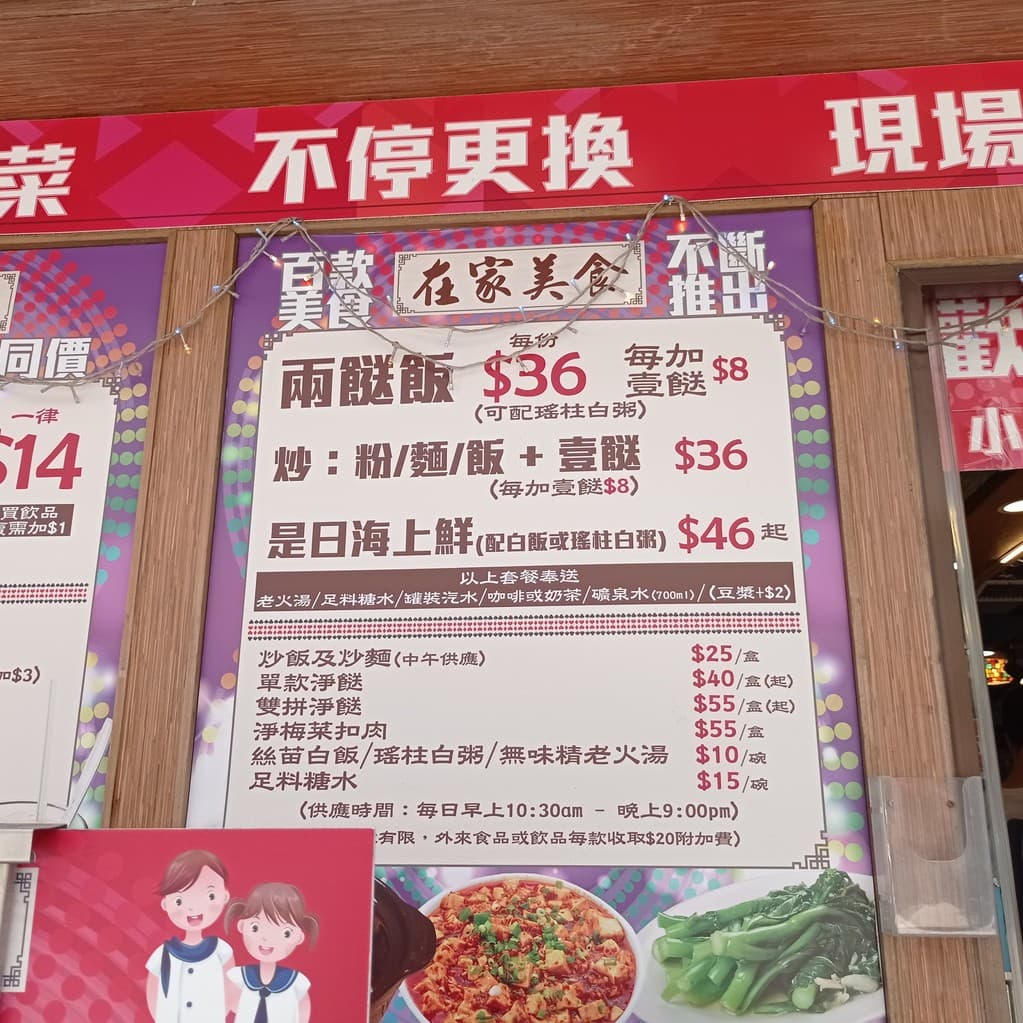 菜 不停更換 現場
同價
一律
$14
買飲品
需加$1
加$3)
百款美食
在家美食
不斷推出
兩餸飯 每份 $36 每加壹餸 $8
(可配瑤柱白粥)
炒：粉/麵/飯 + 壹餸 $36
(每加壹餸$8)
是日海上鮮(配白飯或瑤柱白粥) $46起
以上套餐奉送
老火湯/足料糖水/罐裝汽水/咖啡或奶茶/礦泉水(700ml)/(豆漿+$2)
炒飯及炒麵(中午供應) $25/盒
單款淨餸 $40/盒(起)
雙拼淨餸 $55/盒(起)
淨梅菜扣肉 $55/盒
絲苗白飯/瑤柱白粥/無味精老火湯 $10/碗
足料糖水 $15/碗
(供應時間：每日早上10:30am - 晚上9:00pm)
有限，外來食品或飲品每款收取$20附加費)
歡
小